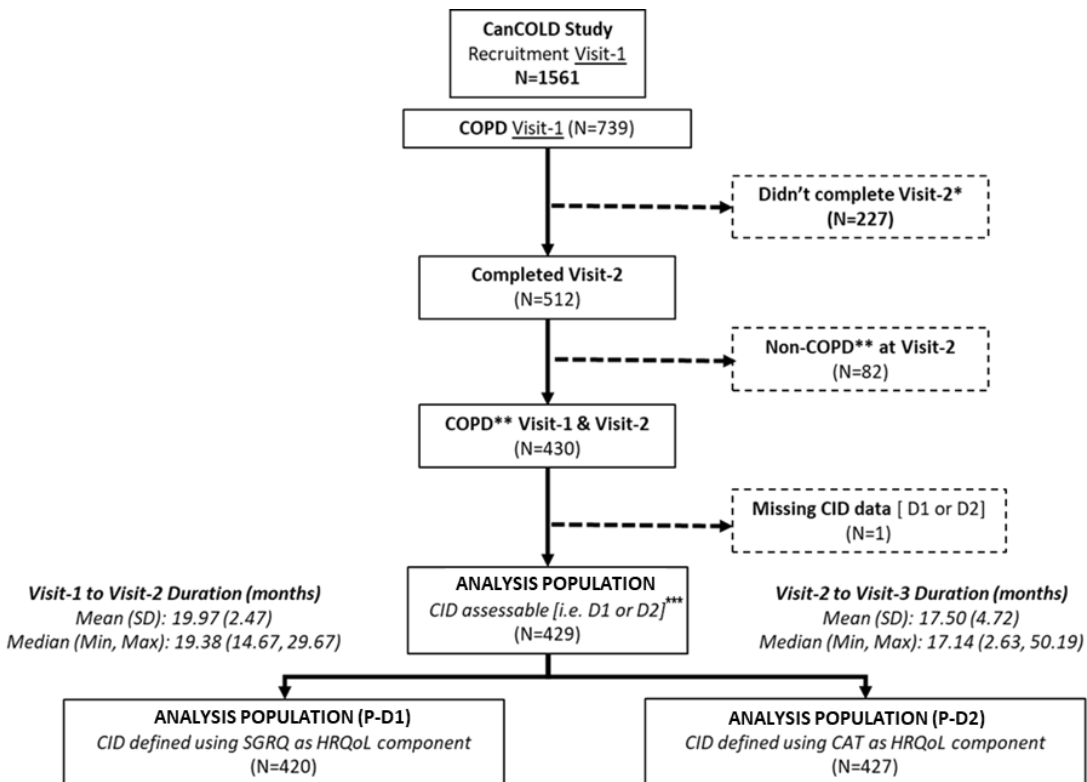 CanCOLD Study
Recruitment Visit-1
N=1561
COPD Visit-1 (N=739)
Didn't complete Visit-2*
(N=227)
Completed Visit-2
(N=512)
Non-COPD** at Visit-2
(N=82)
COPD** Visit-1 & Visit-2
(N=430)
Missing CID data [ D1 or D2]
(N=1)
ANALYSIS POPULATION
CID assessable [i.e. D1 or D2]***
(N=429)
Visit-1 to Visit-2 Duration (months)
Mean (SD): 19.97 (2.47)
Median (Min, Max): 19.38 (14.67, 29.67)
Visit-2 to Visit-3 Duration (months)
Mean (SD): 17.50 (4.72)
Median (Min, Max): 17.14 (2.63, 50.19)
ANALYSIS POPULATION (P-D1)
CID defined using SGRQ as HRQoL component
(N=420)
ANALYSIS POPULATION (P-D2)
CID defined using CAT as HRQoL component
(N=427)